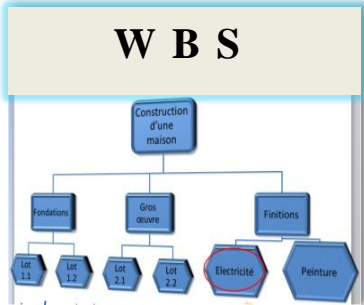 W B S
Construction
d'une
maison
Fondations
Gros
œuvre
Finitions
Lot
1.1
Lot
1.2
Lot
2.1
Lot
2.2
Electricité
Peinture